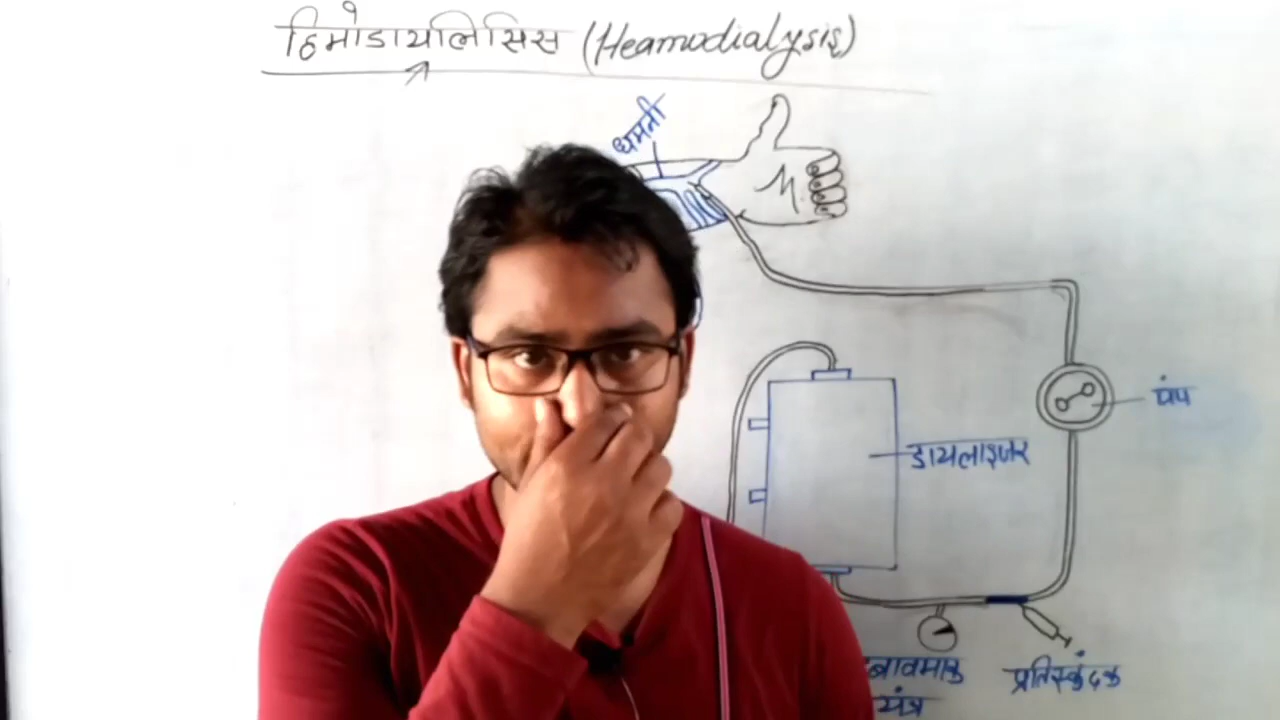 हिमोडायलिसिस (Heamodialysis)
धमनी
पंप
डायलाइजर
प्रतिस्कंदक
यंत्र